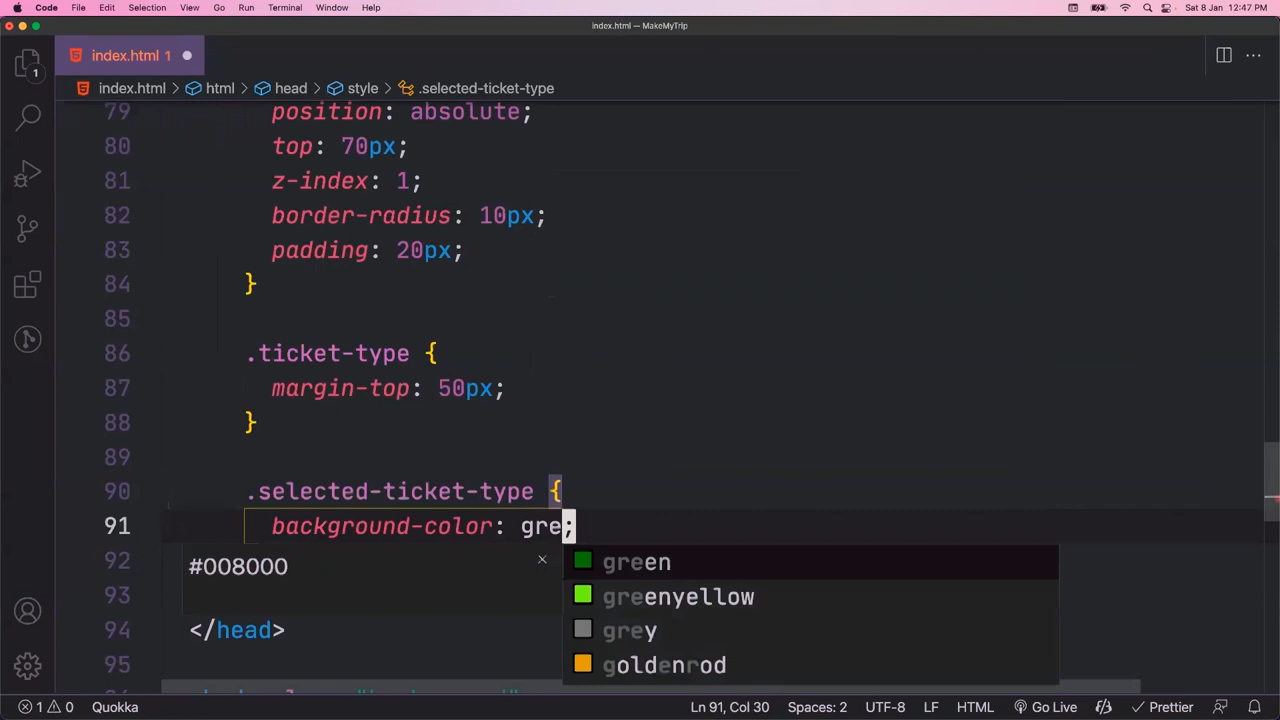 Code File Edit Selection View Go Run Terminal Window Help Sat 8 Jan 12:47 PM
index.html — MakeMyTrip
index.html 1
index.html > html > head > style > .selected-ticket-type
1
79 position: absolute;
80 top: 70px;
81 z-index: 1;
82 border-radius: 10px;
83 padding: 20px;
84 }
85
86 .ticket-type {
87 margin-top: 50px;
88 }
89
90 .selected-ticket-type {
91 background-color: gre;
92 #008000 × green
93 greenyellow
94 </head> grey
95 goldenrod
1 0 Quokka Ln 91, Col 30 Spaces: 2 UTF-8 LF HTML Go Live Prettier